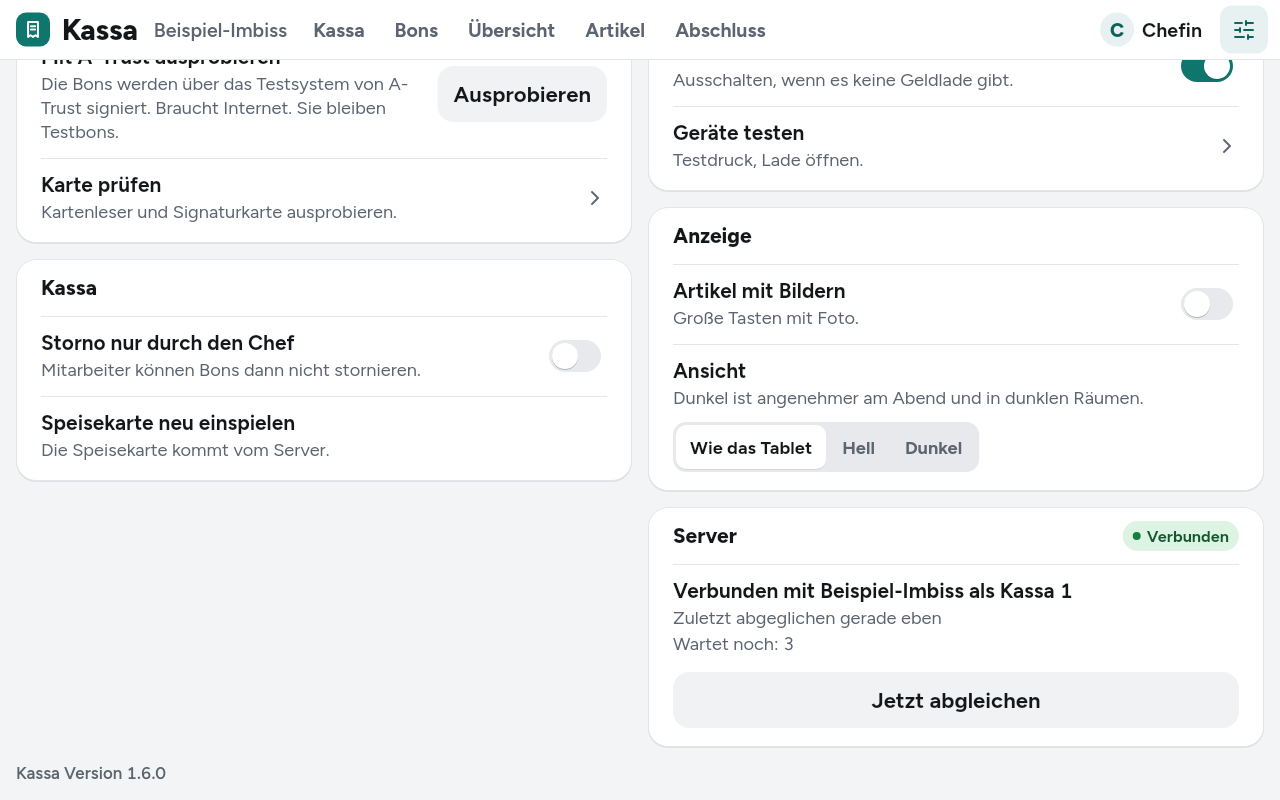 Kassa
Beispiel-Imbiss
Kassa
Bons
Übersicht
Artikel
Abschluss
C
Chefin
Mit A-Trust ausprobieren
Die Bons werden über das Testsystem von A-
Trust signiert. Braucht Internet. Sie bleiben
Testbons.
Ausprobieren
Karte prüfen
Kartenleser und Signaturkarte ausprobieren.
Kassa
Storno nur durch den Chef
Mitarbeiter können Bons dann nicht stornieren.
Speisekarte neu einspielen
Die Speisekarte kommt vom Server.
Ausschalten, wenn es keine Geldlade gibt.
Geräte testen
Testdruck, Lade öffnen.
Anzeige
Artikel mit Bildern
Große Tasten mit Foto.
Ansicht
Dunkel ist angenehmer am Abend und in dunklen Räumen.
Wie das Tablet
Hell
Dunkel
Server
Verbunden
Verbunden mit Beispiel-Imbiss als Kassa 1
Zuletzt abgeglichen gerade eben
Wartet noch: 3
Jetzt abgleichen
Kassa Version 1.6.0